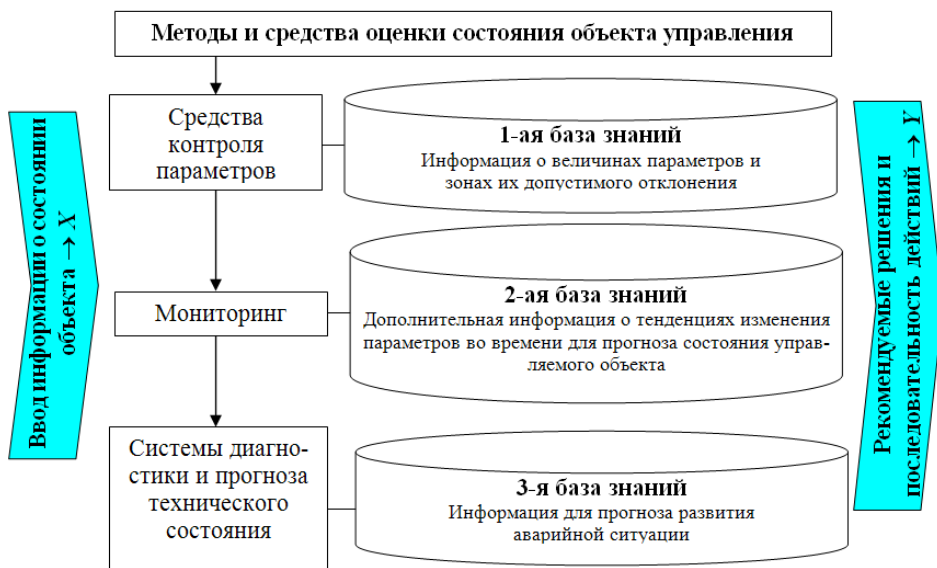 Методы и средства оценки состояния объекта управления
Ввод информации о состоянии
объекта → X
Средства
контроля
параметров
1-ая база знаний
Информация о величинах параметров и
зонах их допустимого отклонения
Мониторинг
2-ая база знаний
Дополнительная информация о тенденциях изменения
параметров во времени для прогноза состояния управ-
ляемого объекта
Системы диагно-
стики и прогноза
технического
состояния
3-я база знаний
Информация для прогноза развития
аварийной ситуации
Рекомендуемые решения и
последовательность действий → Y